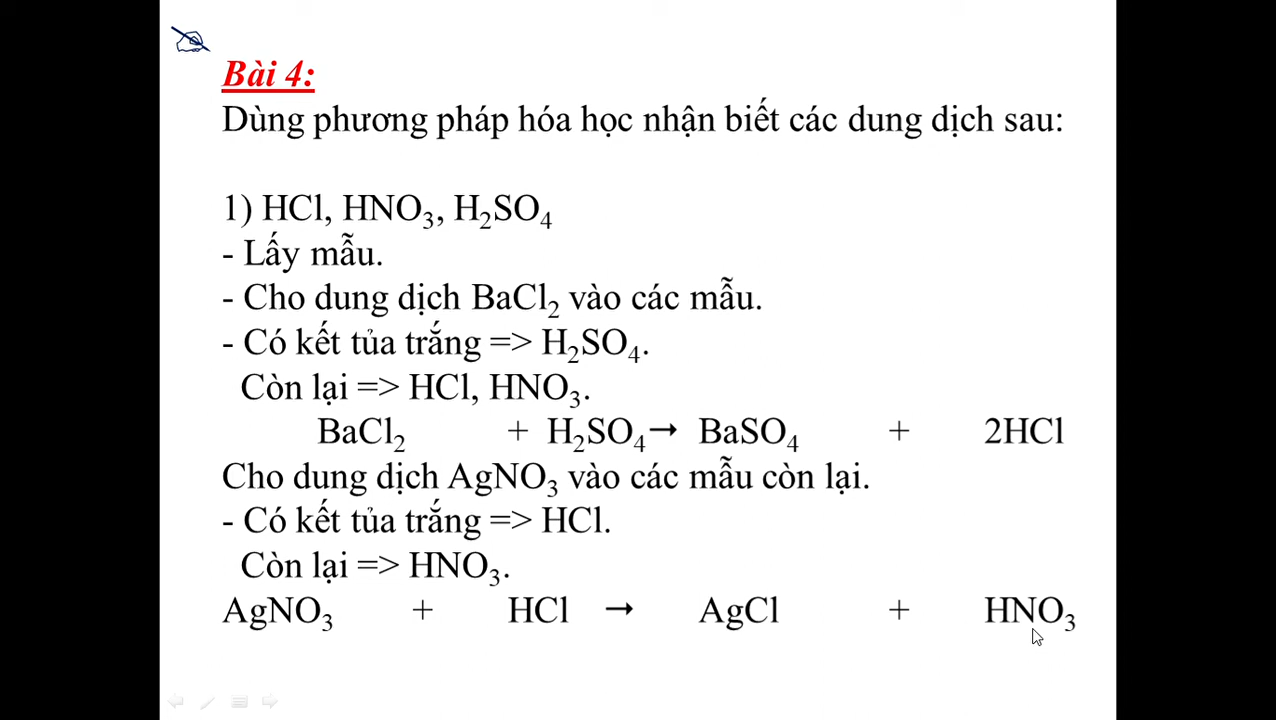 Bài 4:
Dùng phương pháp hóa học nhận biết các dung dịch sau:
1) HCl, HNO₃, H₂SO₄
- Lấy mẫu.
- Cho dung dịch BaCl₂ vào các mẫu.
- Có kết tủa trắng => H₂SO₄.
Còn lại => HCl, HNO₃.
BaCl₂ + H₂SO₄→ BaSO₄ + 2HCl
Cho dung dịch AgNO₃ vào các mẫu còn lại.
- Có kết tủa trắng => HCl.
Còn lại => HNO₃.
AgNO₃ + HCl → AgCl + HNO₃